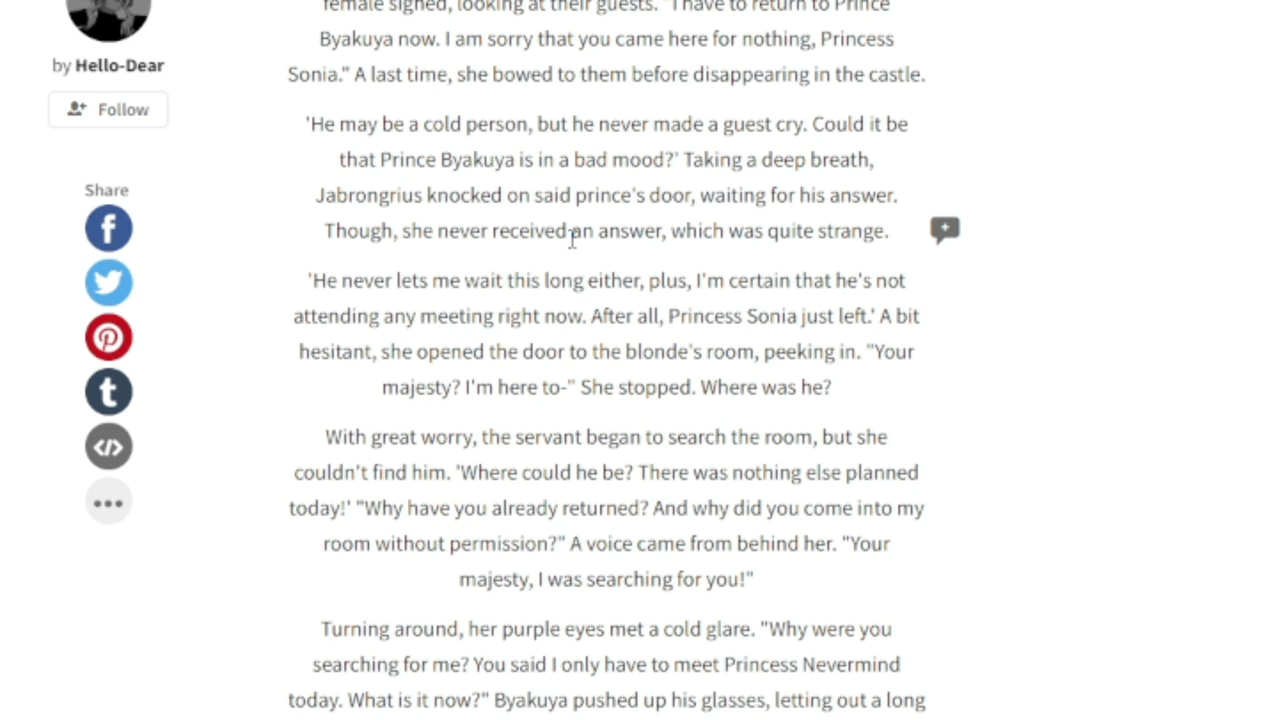 female signed, looking at their guests. "I have to return to Prince
Byakuya now. I am sorry that you came here for nothing, Princess
Sonia." A last time, she bowed to them before disappearing in the castle.
by Hello-Dear
Follow
Share
'He may be a cold person, but he never made a guest cry. Could it be
that Prince Byakuya is in a bad mood?' Taking a deep breath,
Jabrongrius knocked on said prince's door, waiting for his answer.
Though, she never received an answer, which was quite strange.
'He never lets me wait this long either, plus, I'm certain that he's not
attending any meeting right now. After all, Princess Sonia just left.' A bit
hesitant, she opened the door to the blonde's room, peeking in. "Your
majesty? I'm here to-" She stopped. Where was he?
With great worry, the servant began to search the room, but she
couldn't find him. 'Where could he be? There was nothing else planned
today!' "Why have you already returned? And why did you come into my
room without permission?" A voice came from behind her. "Your
majesty, I was searching for you!"
Turning around, her purple eyes met a cold glare. "Why were you
searching for me? You said I only have to meet Princess Nevermind
today. What is it now?" Byakuya pushed up his glasses, letting out a long